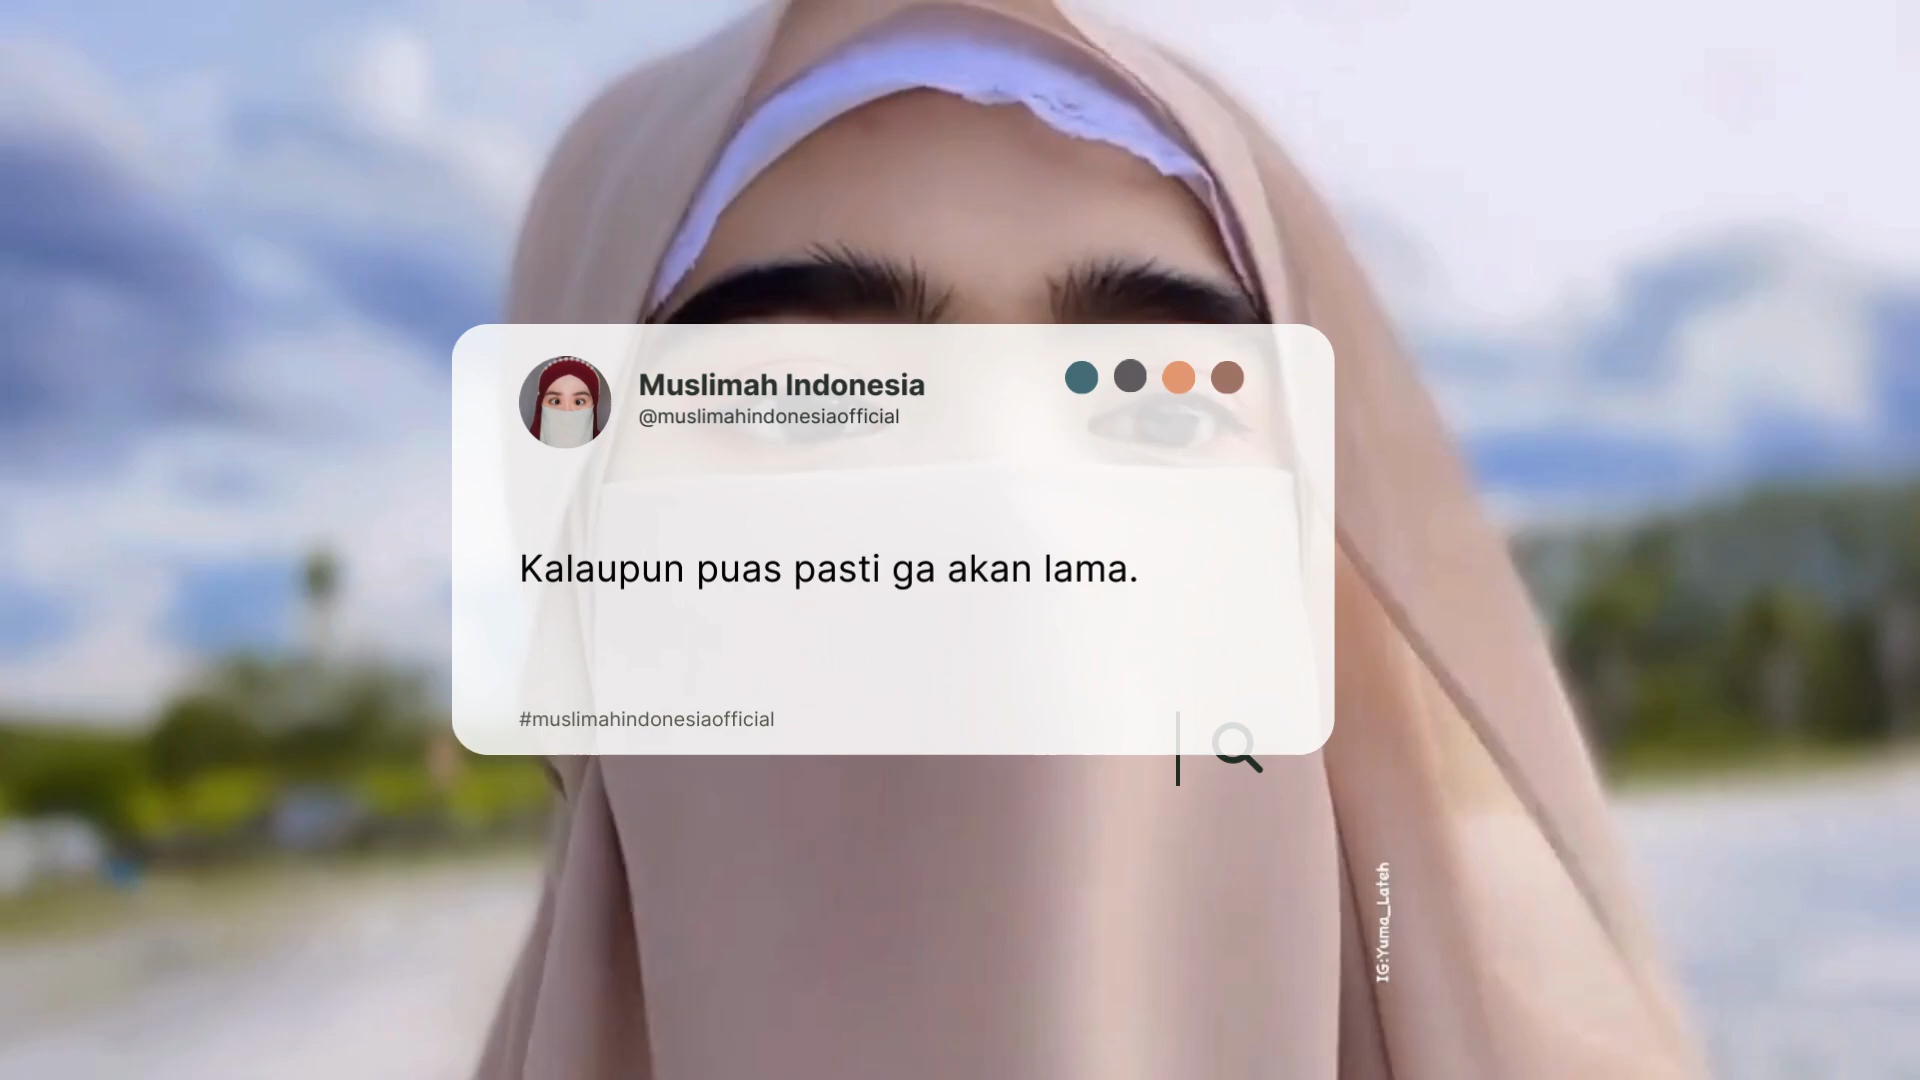 Muslimah Indonesia
@muslimahindonesiaofficial
Kalaupun puas pasti ga akan lama.
#muslimahindonesiaofficial
IG:Yuma_Lateh